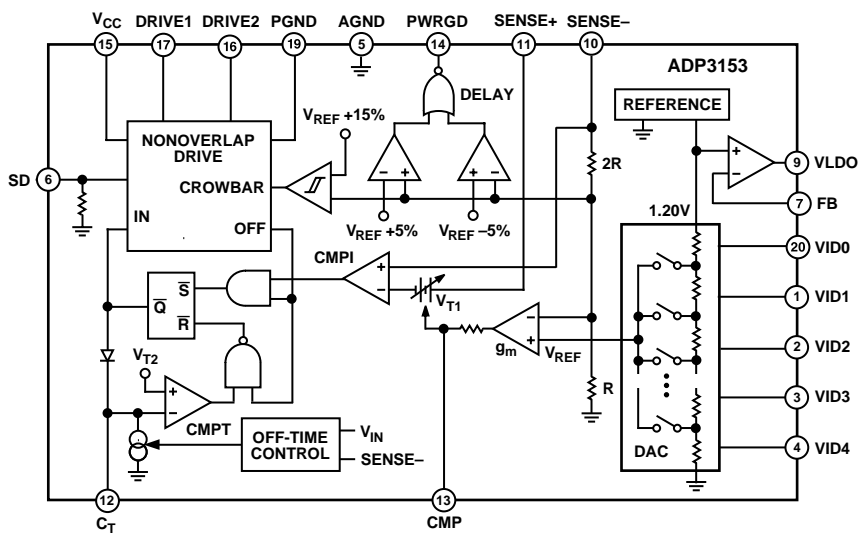 VCC DRIVE1 DRIVE2 PGND AGND PWRGD SENSE+ SENSE–
15 17 16 19 5 14 11 10
ADP3153
DELAY
REFERENCE
VREF +15%
NONOVERLAP
DRIVE
SD 6
CROWBAR
IN
OFF
– +
+ –
VREF +5%
VREF –5%
2R
+
–
9 VLDO
7 FB
1.20V
20 VID0
CMPI
+
–
VT1
Q
S
R
1 VID1
–
+
gm
VREF
2 VID2
VT2
+
–
R
3 VID3
CMPT
OFF-TIME
CONTROL
VIN
SENSE–
DAC
4 VID4
12
CT
13
CMP